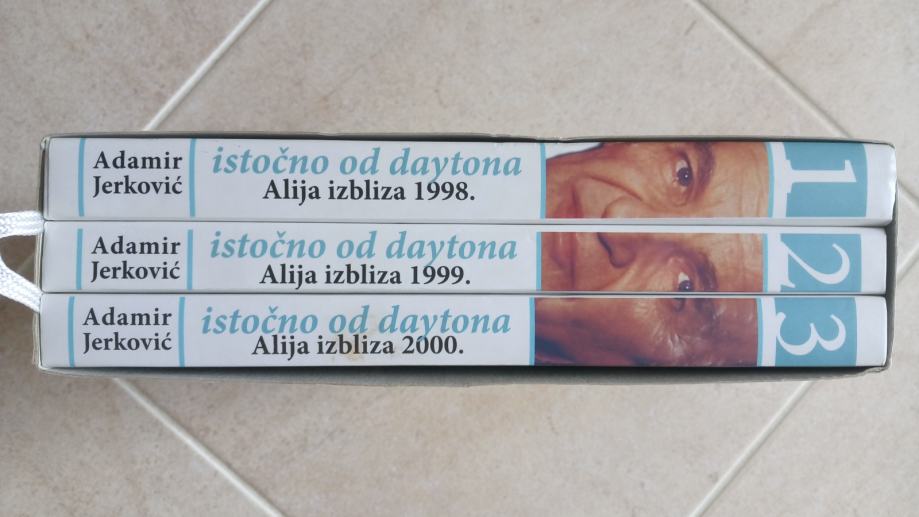 Adamir
Jerković
istočno od daytona
Alija izbliza 1998.
1
Adamir
Jerković
istočno od daytona
Alija izbliza 1999.
2
Adamir
Jerković
istočno od daytona
Alija izbliza 2000.
3